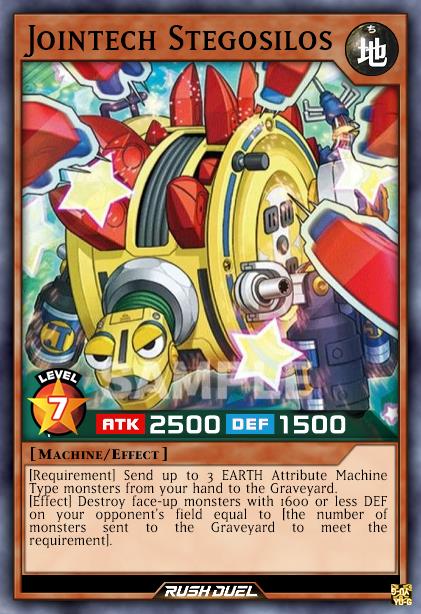 Jointech Stegosilos
ち
地
SAMPLE
LEVEL
7
ATK 2500 DEF 1500
[ Machine/Effect ]
[Requirement] Send up to 3 EARTH Attribute Machine
Type monsters from your hand to the Graveyard.
[Effect] Destroy face-up monsters with 1600 or less DEF
on your opponent's field equal to [the number of
monsters sent to the Graveyard to meet the
requirement].
RUSH DUEL